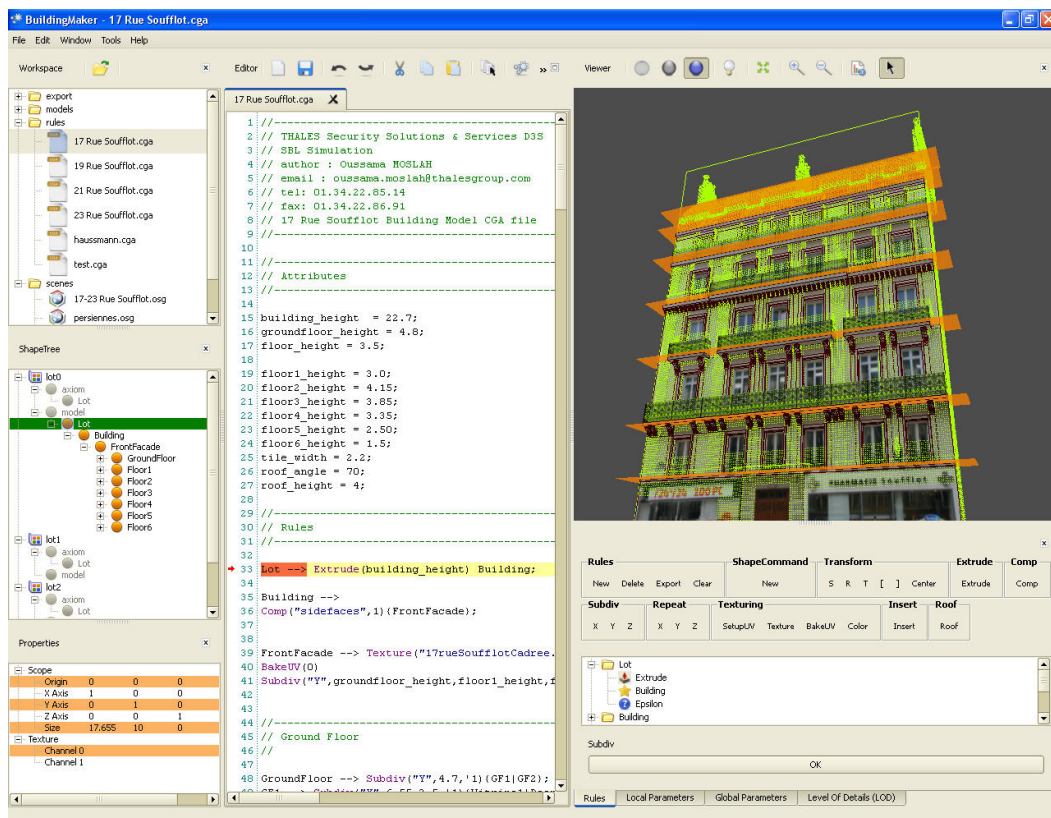 BuildingMaker - 17 Rue Soufflot.cga
File Edit Window Tools Help
Workspace
export
models
rules
17 Rue Soufflot.cga
19 Rue Soufflot.cga
21 Rue Soufflot.cga
23 Rue Soufflot.cga
haussmann.cga
test.cga
scenes
17-23 Rue Soufflot.osg
persiennes.osg
ShapeTree
lot0
axiom
Lot
model
Lot
Building
FrontFacade
GroundFloor
Floor1
Floor2
Floor3
Floor4
Floor5
Floor6
lot1
axiom
Lot
model
lot2
axiom
Lot
Properties
Scope
Origin 0 0 0
X Axis 1 0 0
Y Axis 0 1 0
Z Axis 0 0 1
Size 17.655 10 0
Texture
Channel 0
Channel 1
Editor
17 Rue Soufflot.cga
1 //----------------------------------------
2 // THALES Security Solutions & Services D3S
3 // SBL Simulation
4 // author : Oussama MOSLAH
5 // email : oussama.moslah@thalesgroup.com
6 // tel: 01.34.22.85.14
7 // fax: 01.34.22.86.91
8 // 17 Rue Soufflot Building Model CGA file
9 //----------------------------------------
10
11 //----------------------------------------
12 // Attributes
13 //----------------------------------------
14
15 building_height = 22.7;
16 groundfloor_height = 4.8;
17 floor_height = 3.5;
18
19 floor1_height = 3.0;
20 floor2_height = 4.15;
21 floor3_height = 3.85;
22 floor4_height = 3.35;
23 floor5_height = 2.50;
24 floor6_height = 1.5;
25 tile_width = 2.2;
26 roof_angle = 70;
27 roof_height = 4;
28
29 //----------------------------------------
30 // Rules
31 //----------------------------------------
32
33 Lot --> Extrude(building_height) Building;
34
35 Building -->
36 Comp("sidefaces",1){FrontFacade};
37
38
39 FrontFacade --> Texture("17rueSoufflotCadree.
40 BakeUV(0)
41 Subdiv("Y",groundfloor_height,floor1_height,f
42
43
44 //----------------------------------------
45 // Ground Floor
46 //
47
48 GroundFloor --> Subdiv("Y",4.7,'1){GF1|GF2};
Viewer
Rules ShapeCommand Transform Extrude Comp
New Delete Export Clear New S R T [ ] Center Extrude Comp
Subdiv Repeat Texturing Insert Roof
X Y Z X Y Z SetupUV Texture BakeUV Color Insert Roof
Lot
Extrude
Building
Epsilon
Building
Subdiv
OK
Rules Local Parameters Global Parameters Level Of Details (LOD)